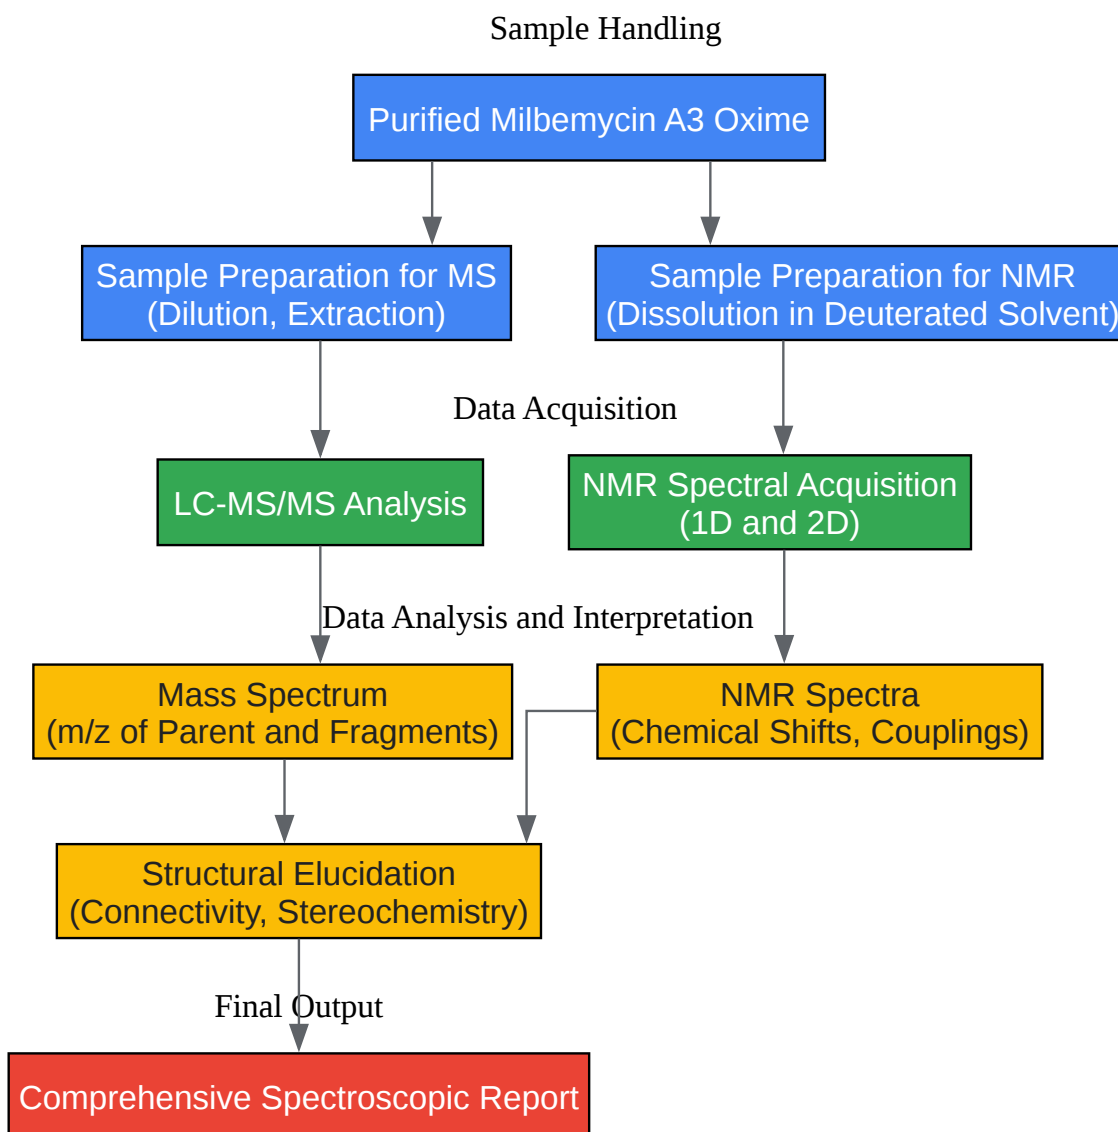 Sample Handling
Purified Milbemycin A3 Oxime
Sample Preparation for MS
(Dilution, Extraction)
Sample Preparation for NMR
(Dissolution in Deuterated Solvent)
Data Acquisition
LC-MS/MS Analysis
NMR Spectral Acquisition
(1D and 2D)
Data Analysis and Interpretation
Mass Spectrum
(m/z of Parent and Fragments)
NMR Spectra
(Chemical Shifts, Couplings)
Structural Elucidation
(Connectivity, Stereochemistry)
Final Output
Comprehensive Spectroscopic Report